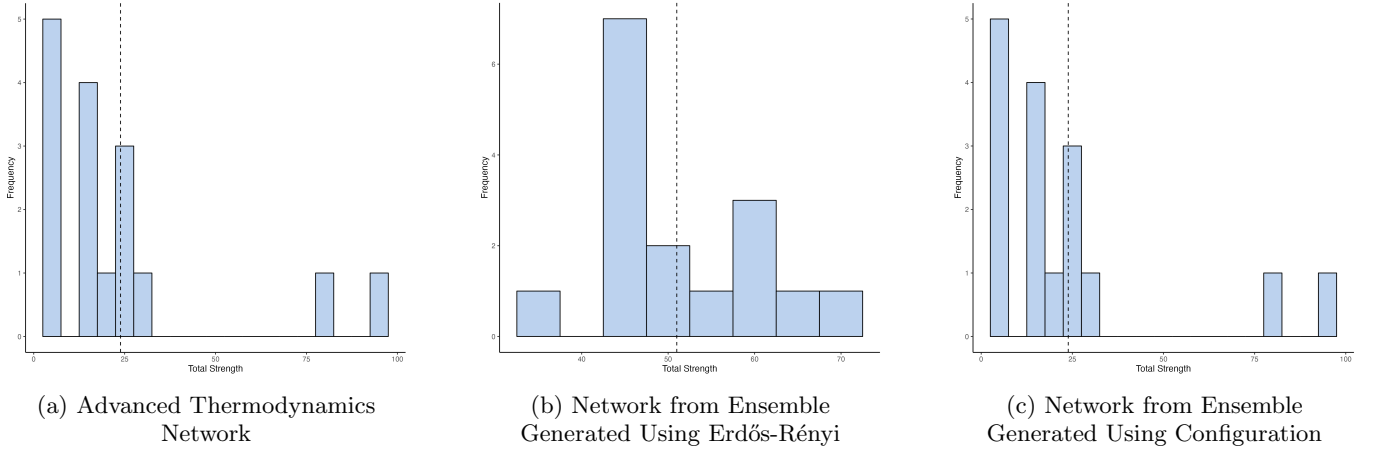 5
4
3
2
1
0
Frequency
0
25
50
75
100
Total Strength
(a) Advanced Thermodynamics
Network
6
4
2
0
Frequency
40
50
60
70
Total Strength
(b) Network from Ensemble
Generated Using Erdős-Rényi
5
4
3
2
1
0
Frequency
0
25
50
75
100
Total Strength
(c) Network from Ensemble
Generated Using Configuration